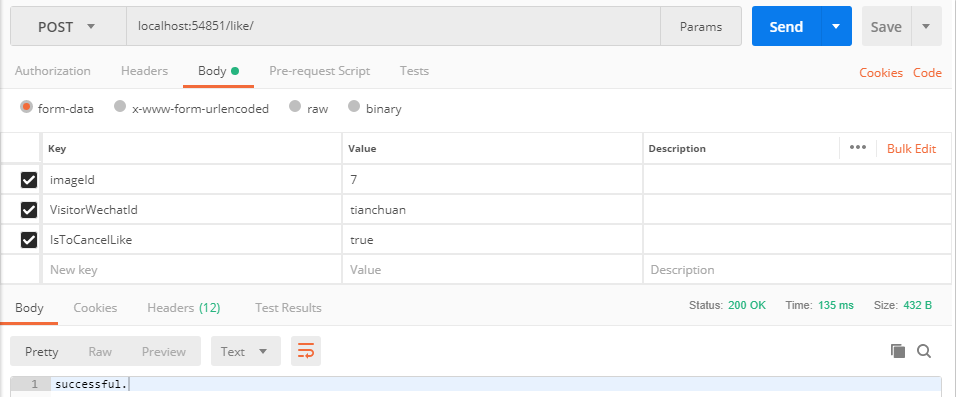 POST localhost:54851/like/ Params Send Save
Authorization Headers Body Pre-request Script Tests Cookies Code
form-data x-www-form-urlencoded raw binary
Key Value Description ••• Bulk Edit
imageId 7
VisitorWechatId tianchuan
IsToCancelLike true
New key Value Description
Body Cookies Headers (12) Test Results Status: 200 OK Time: 135 ms Size: 432 B
Pretty Raw Preview Text
1 successful.